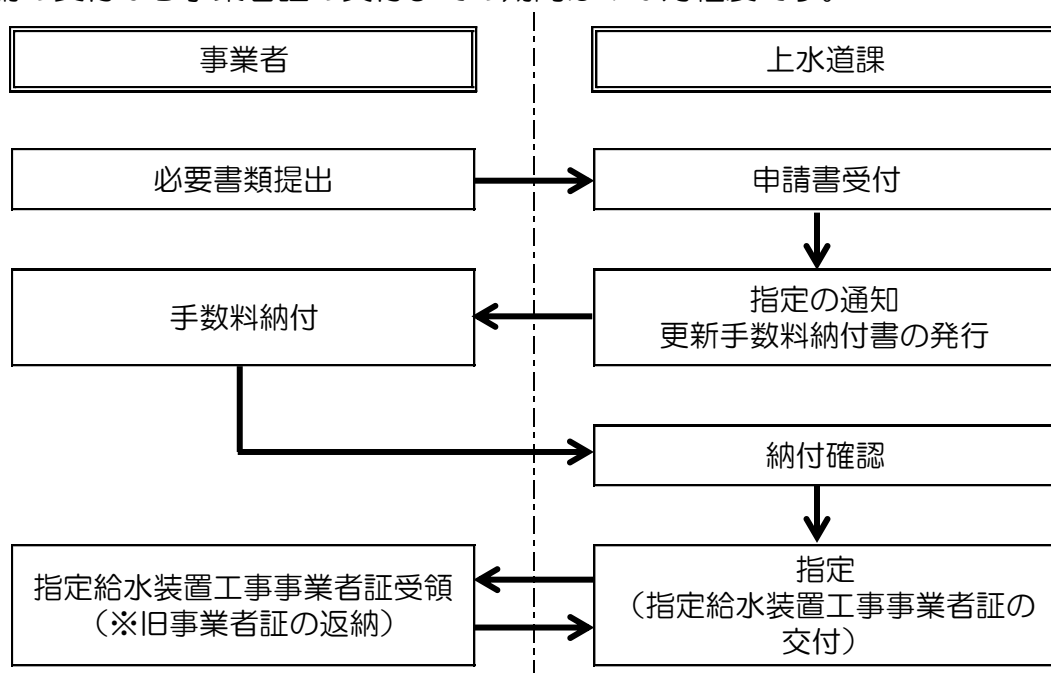 事業者
上水道課
必要書類提出
申請書受付
手数料納付
指定の通知
更新手数料納付書の発行
納付確認
指定給水装置工事事業者証受領
（※旧事業者証の返納）
指定
（指定給水装置工事事業者証の
交付）